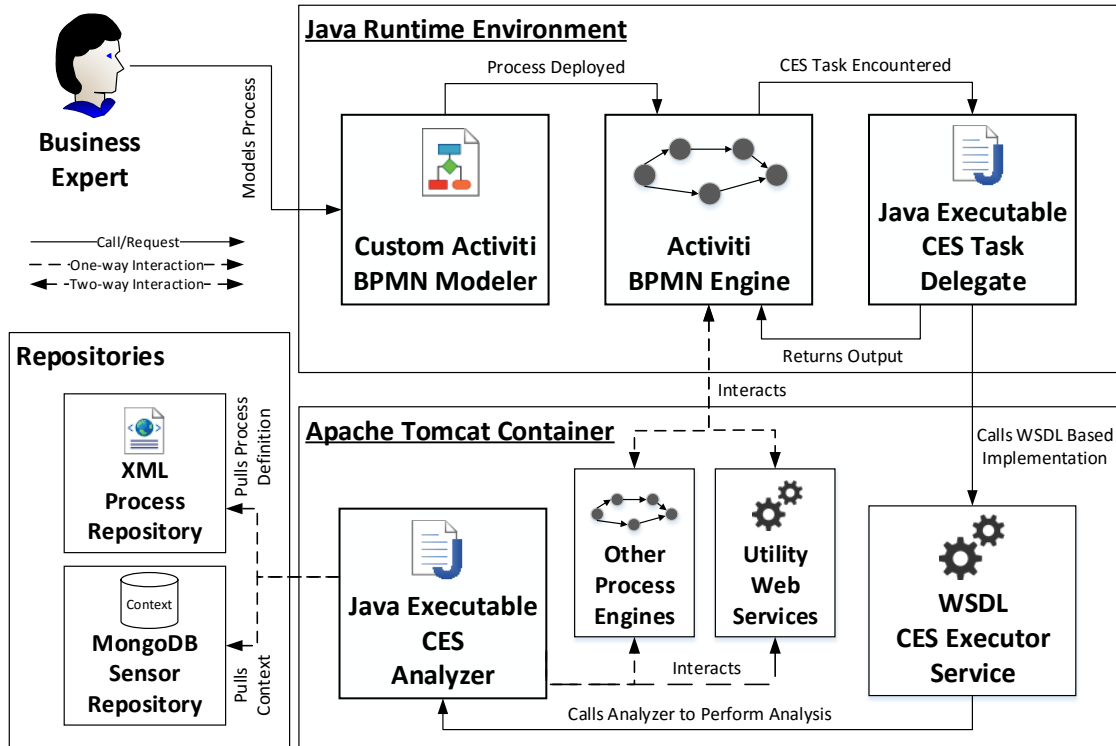 Java Runtime Environment
Process Deployed
CES Task Encountered
Business
Expert
Models Process
Custom Activiti
BPMN Modeler
Activiti
BPMN Engine
Java Executable
CES Task
Delegate
Call/Request
One-way Interaction
Two-way Interaction
Returns Output
Interacts
Repositories
XML
Process
Repository
Pulls Process
Definition
Context
MongoDB
Sensor
Repository
Pulls
Context
Apache Tomcat Container
Calls WSDL Based
Implementation
Java Executable
CES
Analyzer
Other
Process
Engines
Utility
Web
Services
WSDL
CES Executor
Service
Interacts
Calls Analyzer to Perform Analysis